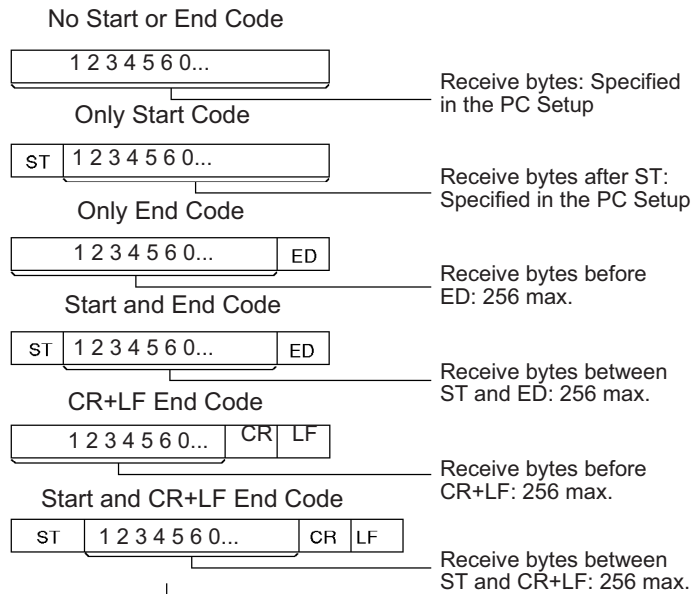 No Start or End Code
1 2 3 4 5 6 0...
Receive bytes: Specified
in the PC Setup
Only Start Code
ST 1 2 3 4 5 6 0...
Receive bytes after ST:
Specified in the PC Setup
Only End Code
1 2 3 4 5 6 0... ED
Receive bytes before
ED: 256 max.
Start and End Code
ST 1 2 3 4 5 6 0... ED
Receive bytes between
ST and ED: 256 max.
CR+LF End Code
1 2 3 4 5 6 0... CR LF
Receive bytes before
CR+LF: 256 max.
Start and CR+LF End Code
ST 1 2 3 4 5 6 0... CR LF
Receive bytes between
ST and CR+LF: 256 max.